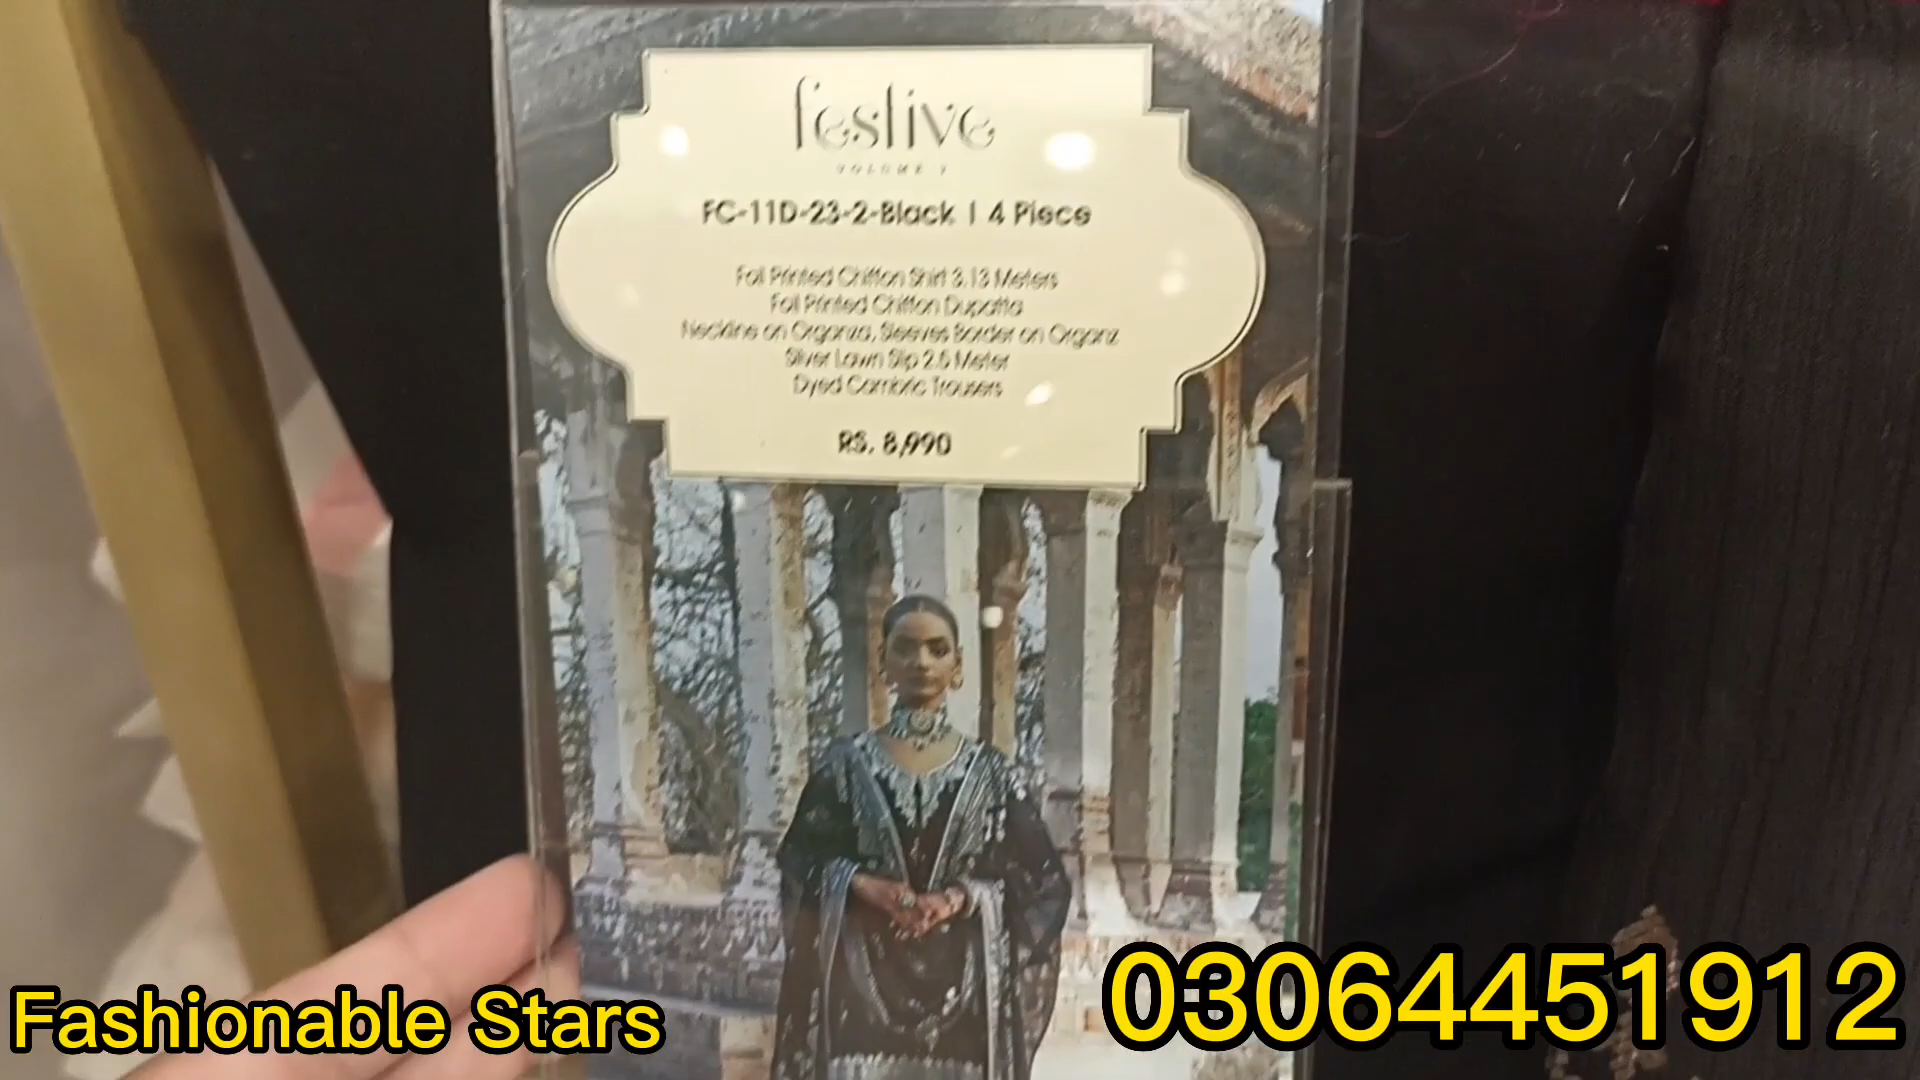 festive
VOLUME
FC-11D-23-2-Black | 4 Piece
Foil Printed Chiffon Shirt 3.13 Meters
Foil Printed Chiffon Dupatta
Neckline on Organza, Sleeves Border on Organz
Silver Lawn Slip 2.5 Meter
Dyed Cambric Trousers
RS. 8,990
Fashionable Stars
03064451912